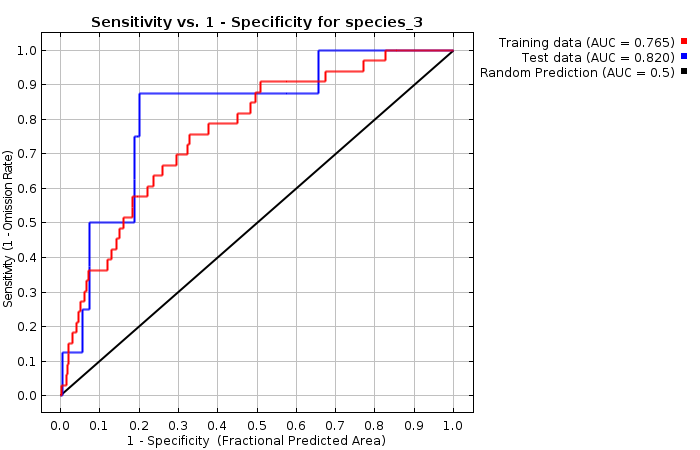 Sensitivity vs. 1 - Specificity for species_3
Training data (AUC = 0.765)
Test data (AUC = 0.820)
Random Prediction (AUC = 0.5)
Sensitivity (1 - Omission Rate)
1.0
0.9
0.8
0.7
0.6
0.5
0.4
0.3
0.2
0.1
0.0
0.0 0.1 0.2 0.3 0.4 0.5 0.6 0.7 0.8 0.9 1.0
1 - Specificity (Fractional Predicted Area)